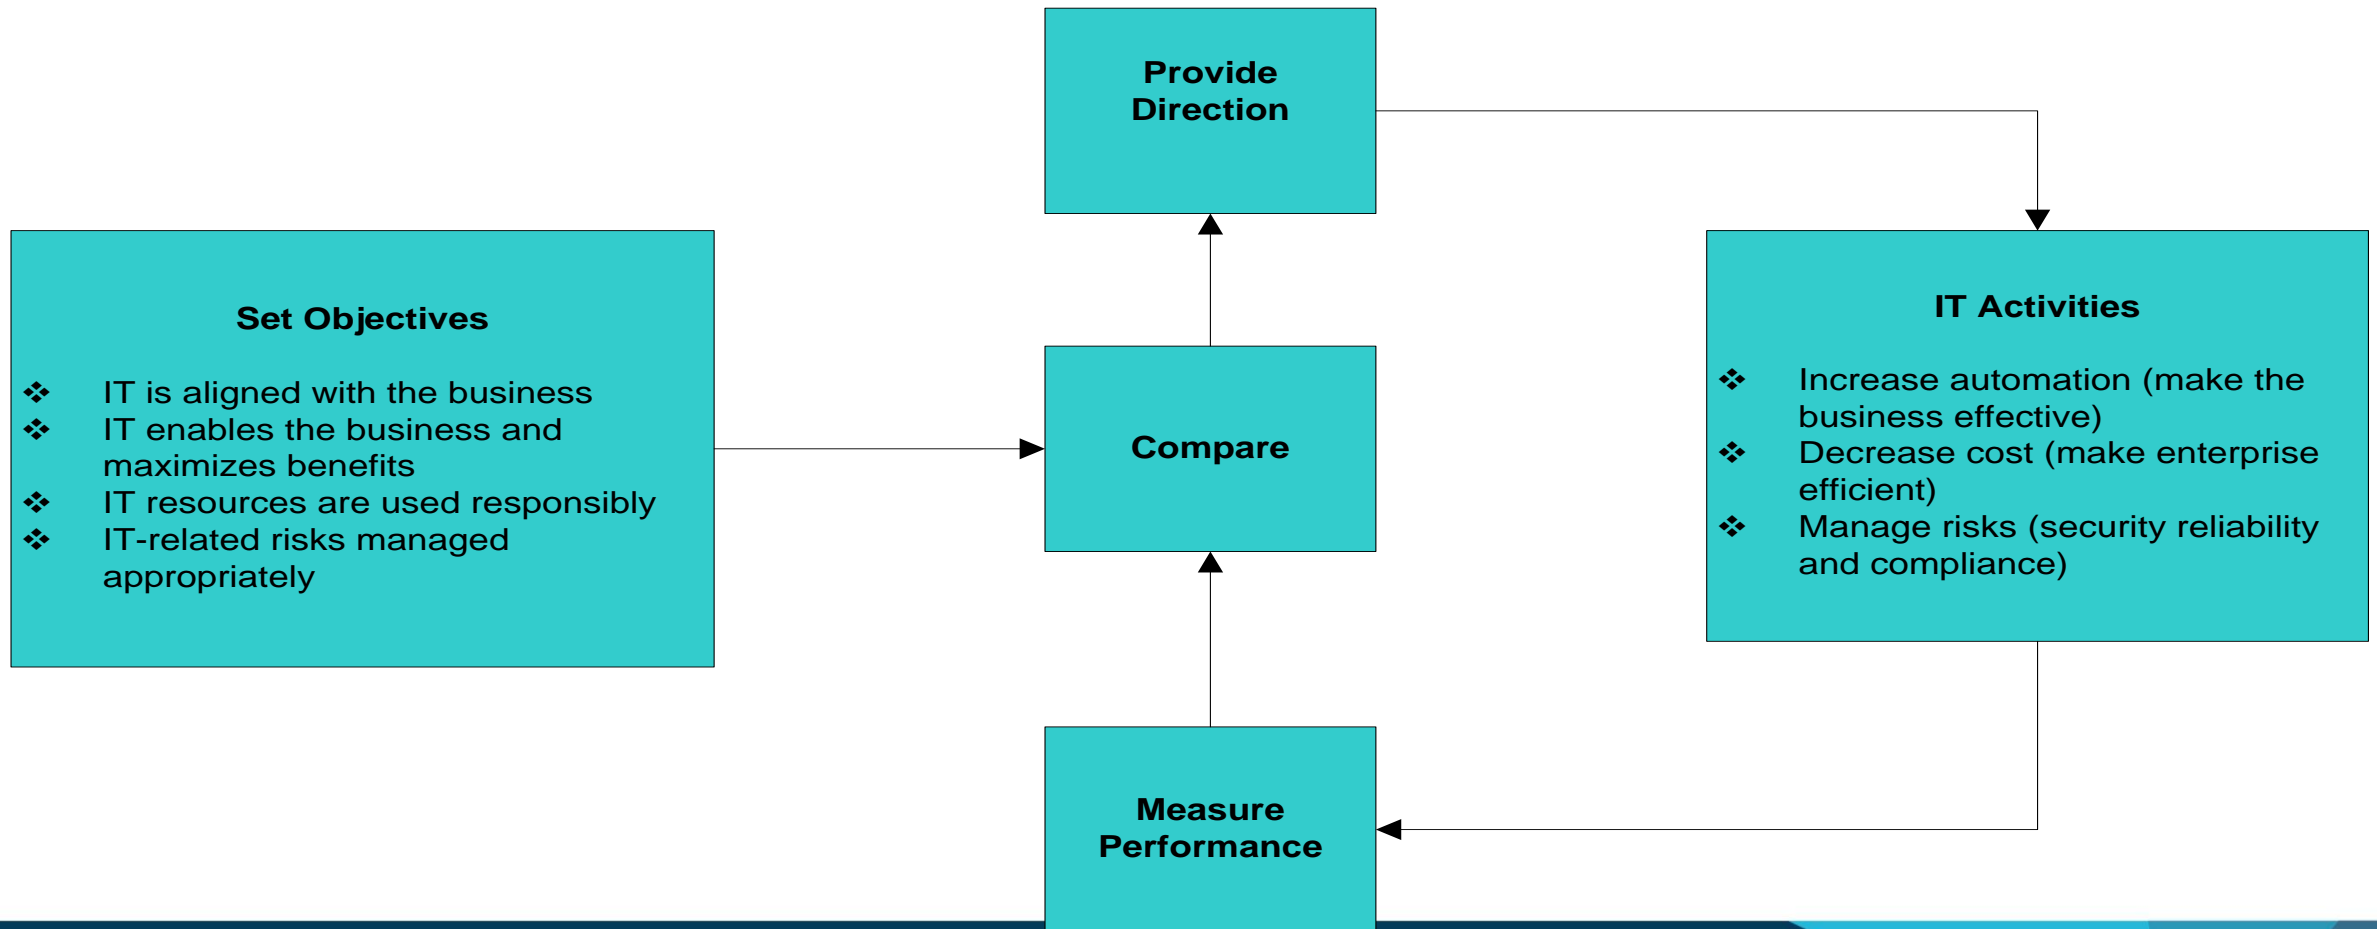 Provide
Direction
Set Objectives
❖ IT is aligned with the business
❖ IT enables the business and
maximizes benefits
❖ IT resources are used responsibly
❖ IT-related risks managed
appropriately
Compare
IT Activities
❖ Increase automation (make the
business effective)
❖ Decrease cost (make enterprise
efficient)
❖ Manage risks (security reliability
and compliance)
Measure
Performance